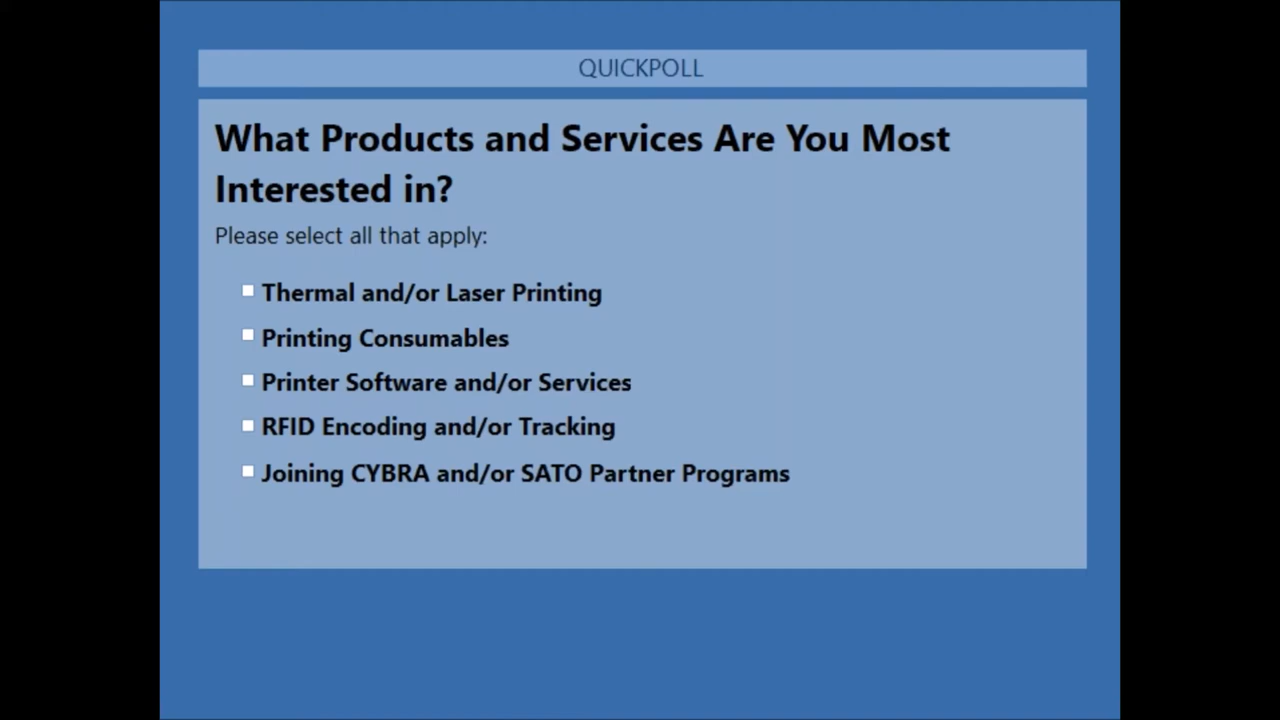 QUICKPOLL
What Products and Services Are You Most
Interested in?
Please select all that apply:
Thermal and/or Laser Printing
Printing Consumables
Printer Software and/or Services
RFID Encoding and/or Tracking
Joining CYBRA and/or SATO Partner Programs